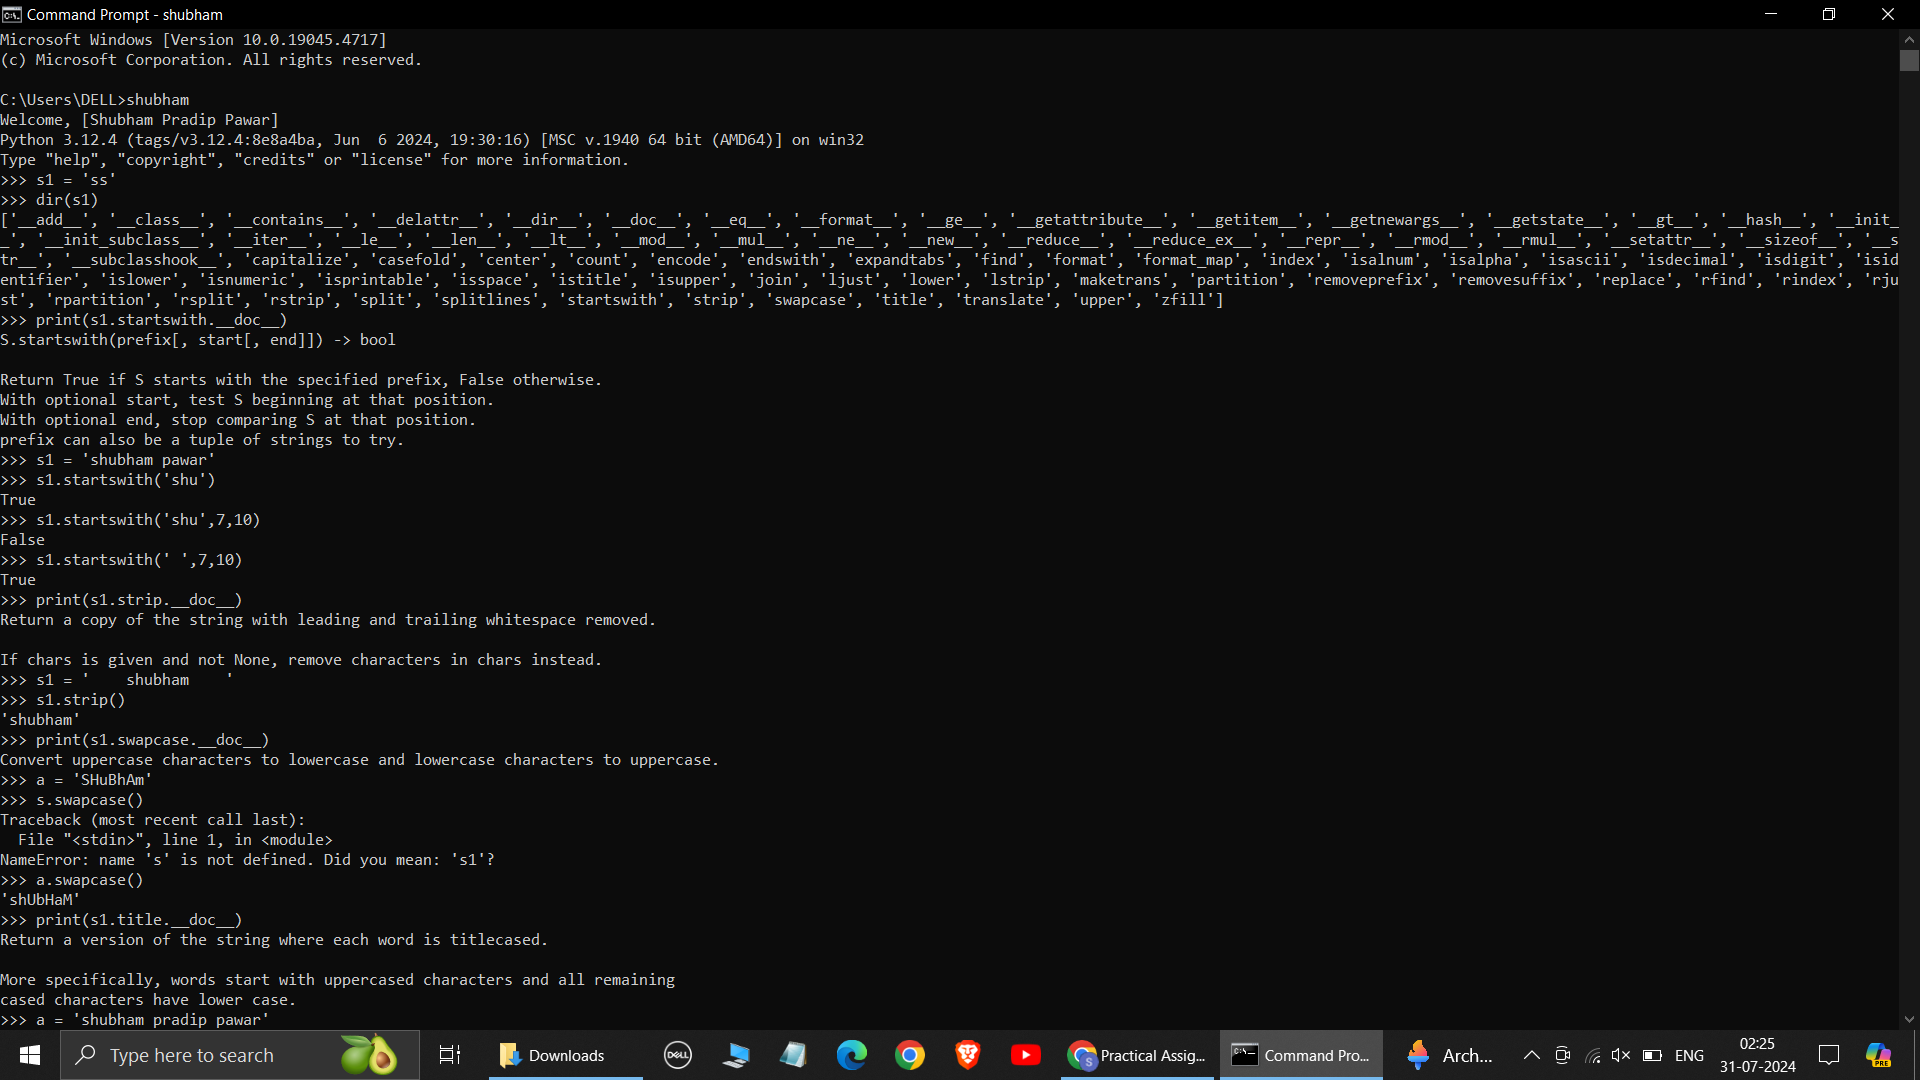 Command Prompt - shubham
Microsoft Windows [Version 10.0.19045.4717]
(c) Microsoft Corporation. All rights reserved.
C:\Users\DELL>shubham
Welcome, [Shubham Pradip Pawar]
Python 3.12.4 (tags/v3.12.4:8e8a4ba, Jun  6 2024, 19:30:16) [MSC v.1940 64 bit (AMD64)] on win32
Type "help", "copyright", "credits" or "license" for more information.
>>> s1 = 'ss'
>>> dir(s1)
['__add__', '__class__', '__contains__', '__delattr__', '__dir__', '__doc__', '__eq__', '__format__', '__ge__', '__getattribute__', '__getitem__', '__getnewargs__', '__getstate__', '__gt__', '__hash__', '__init_
_', '__init_subclass__', '__iter__', '__le__', '__len__', '__lt__', '__mod__', '__mul__', '__ne__', '__new__', '__reduce__', '__reduce_ex__', '__repr__', '__rmod__', '__rmul__', '__setattr__', '__sizeof__', '__s
tr__', '__subclasshook__', 'capitalize', 'casefold', 'center', 'count', 'encode', 'endswith', 'expandtabs', 'find', 'format', 'format_map', 'index', 'isalnum', 'isalpha', 'isascii', 'isdecimal', 'isdigit', 'isid
entifier', 'islower', 'isnumeric', 'isprintable', 'isspace', 'istitle', 'isupper', 'join', 'ljust', 'lower', 'lstrip', 'maketrans', 'partition', 'removeprefix', 'removesuffix', 'replace', 'rfind', 'rindex', 'rju
st', 'rpartition', 'rsplit', 'rstrip', 'split', 'splitlines', 'startswith', 'strip', 'swapcase', 'title', 'translate', 'upper', 'zfill']
>>> print(s1.startswith.__doc__)
S.startswith(prefix[, start[, end]]) -> bool
Return True if S starts with the specified prefix, False otherwise.
With optional start, test S beginning at that position.
With optional end, stop comparing S at that position.
prefix can also be a tuple of strings to try.
>>> s1 = 'shubham pawar'
>>> s1.startswith('shu')
True
>>> s1.startswith('shu',7,10)
False
>>> s1.startswith(' ',7,10)
True
>>> print(s1.strip.__doc__)
Return a copy of the string with leading and trailing whitespace removed.
If chars is given and not None, remove characters in chars instead.
>>> s1 = '    shubham    '
>>> s1.strip()
'shubham'
>>> print(s1.swapcase.__doc__)
Convert uppercase characters to lowercase and lowercase characters to uppercase.
>>> a = 'SHuBhAm'
>>> s.swapcase()
Traceback (most recent call last):
  File "<stdin>", line 1, in <module>
NameError: name 's' is not defined. Did you mean: 's1'?
>>> a.swapcase()
'shUbHaM'
>>> print(s1.title.__doc__)
Return a version of the string where each word is titlecased.
More specifically, words start with uppercased characters and all remaining
cased characters have lower case.
>>> a = 'shubham pradip pawar'
Type here to search
Downloads
DELL
Practical Assig...
Command Pro...
Arch...
ENG
02:25
31-07-2024
PRE